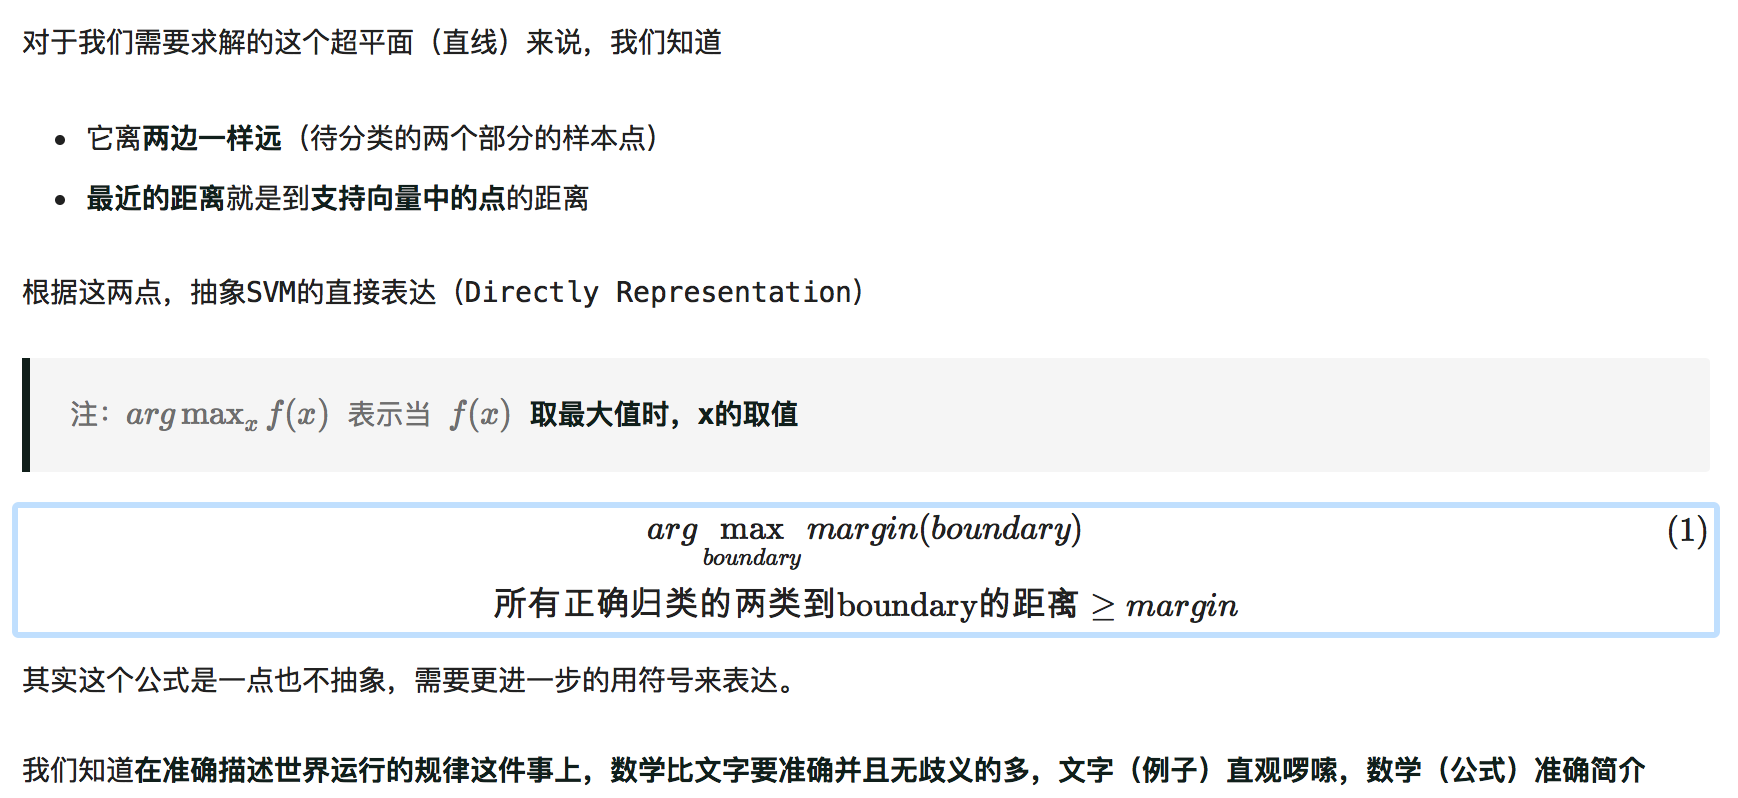 对于我们需要求解的这个超平面（直线）来说，我们知道
• 它离两边一样远（待分类的两个部分的样本点）
• 最近的距离就是到支持向量中的点的距离
根据这两点，抽象SVM的直接表达（Directly Representation）
注：arg max_x f(x) 表示当 f(x) 取最大值时，x的取值
arg max_{boundary} margin(boundary) (1)
所有正确归类的两类到boundary的距离 ≥ margin
其实这个公式是一点也不抽象，需要更进一步的用符号来表达。
我们知道在准确描述世界运行的规律这件事上，数学比文字要准确并且无歧义的多，文字（例子）直观啰嗦，数学（公式）准确简介